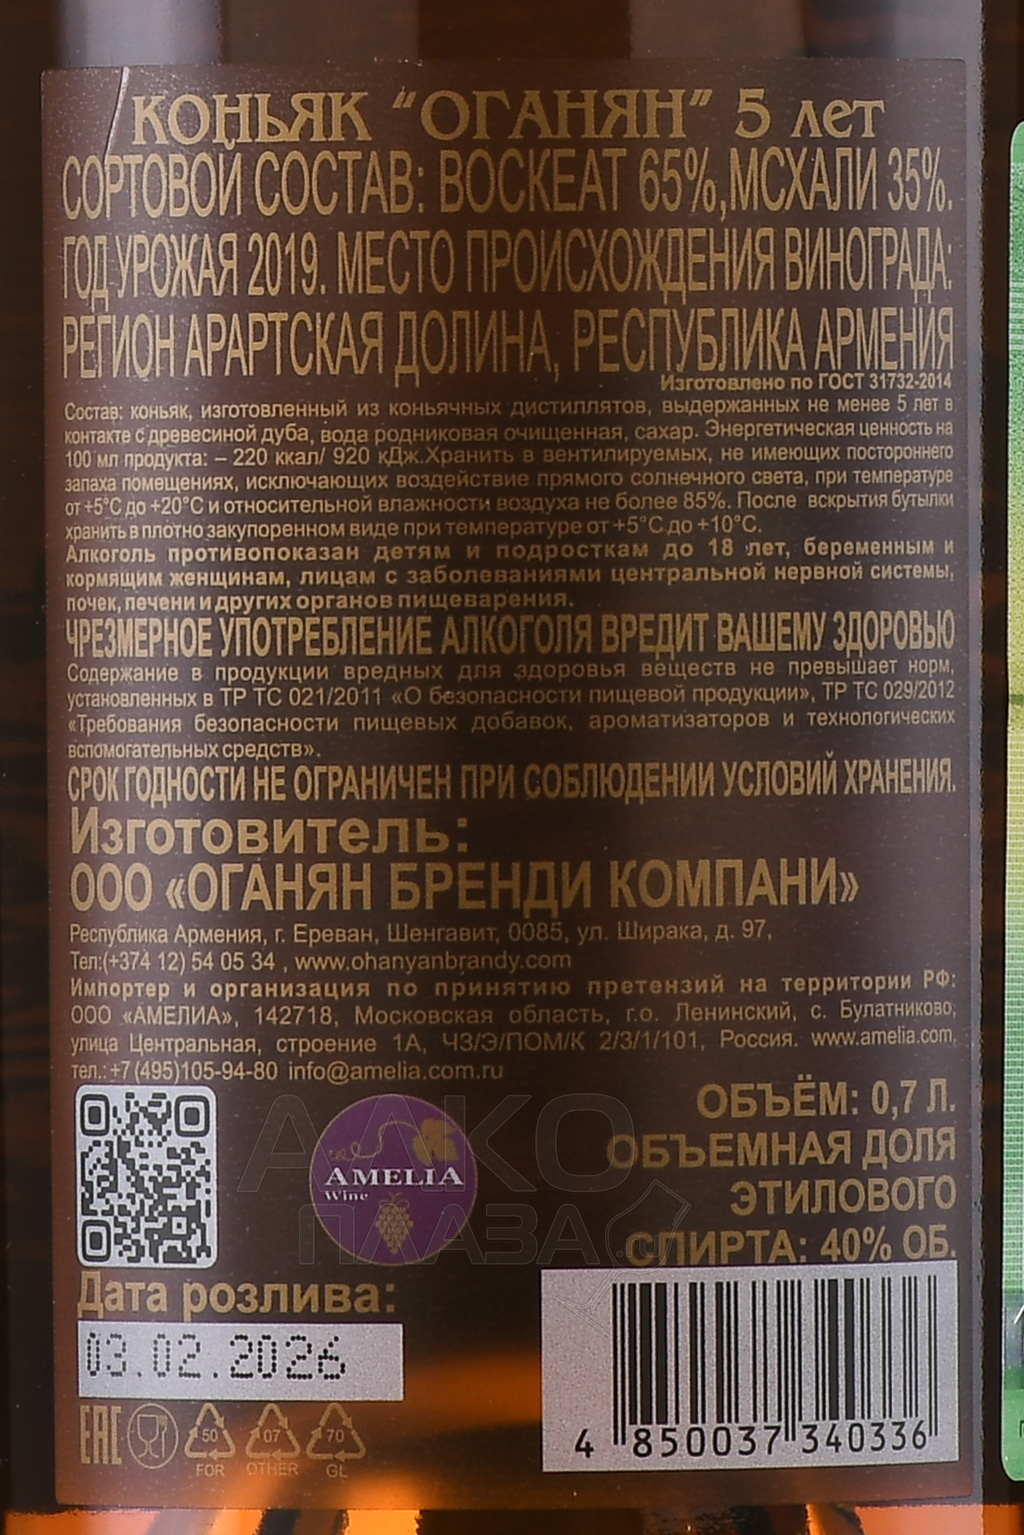 КОНЬЯК "ОГАНЯН" 5 лет
СОРТОВОЙ СОСТАВ: ВОСКЕАТ 65%, МСХАЛИ 35%.
ГОД УРОЖАЯ 2019. МЕСТО ПРОИСХОЖДЕНИЯ ВИНОГРАДА:
РЕГИОН АРАРТСКАЯ ДОЛИНА, РЕСПУБЛИКА АРМЕНИЯ
Изготовлено по ГОСТ 31732-2014
Состав: коньяк, изготовленный из коньячных дистиллятов, выдержанных не менее 5 лет в
контакте с древесиной дуба, вода родниковая очищенная, сахар. Энергетическая ценность на
100 мл продукта: – 220 ккал/ 920 кДж.Хранить в вентилируемых, не имеющих постороннего
запаха помещениях, исключающих воздействие прямого солнечного света, при температуре
от +5°С до +20°С и относительной влажности воздуха не более 85%. После вскрытия бутылки
хранить в плотно закупоренном виде при температуре от +5°С до +10°С.
Алкоголь противопоказан детям и подросткам до 18 лет, беременным и
кормящим женщинам, лицам с заболеваниями центральной нервной системы,
почек, печени и других органов пищеварения.
ЧРЕЗМЕРНОЕ УПОТРЕБЛЕНИЕ АЛКОГОЛЯ ВРЕДИТ ВАШЕМУ ЗДОРОВЬЮ
Содержание в продукции вредных для здоровья веществ не превышает норм,
установленных в ТР ТС 021/2011 «О безопасности пищевой продукции», ТР ТС 029/2012
«Требования безопасности пищевых добавок, ароматизаторов и технологических
вспомогательных средств».
СРОК ГОДНОСТИ НЕ ОГРАНИЧЕН ПРИ СОБЛЮДЕНИИ УСЛОВИЙ ХРАНЕНИЯ.
Изготовитель:
ООО «ОГАНЯН БРЕНДИ КОМПАНИ»
Республика Армения, г. Ереван, Шенгавит, 0085, ул. Ширака, д. 97,
Тел:(+374 12) 54 05 34 , www.ohanyanbrandy.com
Импортер и организация по принятию претензий на территории РФ:
ООО «АМЕЛИА», 142718, Московская область, г.о. Ленинский, с. Булатниково,
улица Центральная, строение 1А, ЧЗ/Э/ПОМ/К 2/3/1/101, Россия. www.amelia.com,
тел.: +7 (495)105-94-80 info@amelia.com.ru
ОБЪЁМ: 0,7 Л.
ОБЪЕМНАЯ ДОЛЯ
ЭТИЛОВОГО
СПИРТА: 40% ОБ.
AMELIA
Wine
АЛКО
ПЛАЗА
Дата розлива:
03.02.2026
EAC
50
FOR
07
OTHER
70
GL
4 850037 340336